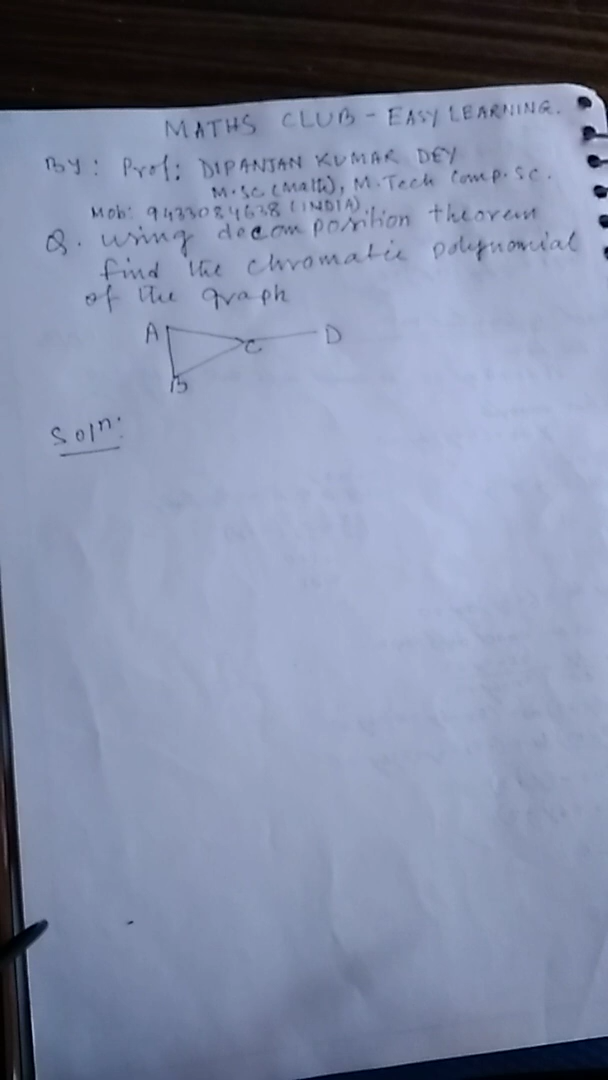 MATHS CLUB - EASY LEARNING.
BY: Prof: DIPANJAN KUMAR DEY
M.SC (Math), M.Tech Comp.SC.
Mob: 9433084638 (INDIA).
Q. using decomposition theorem
find the chromatic polynomial
of the graph
A C D
B
Soln: